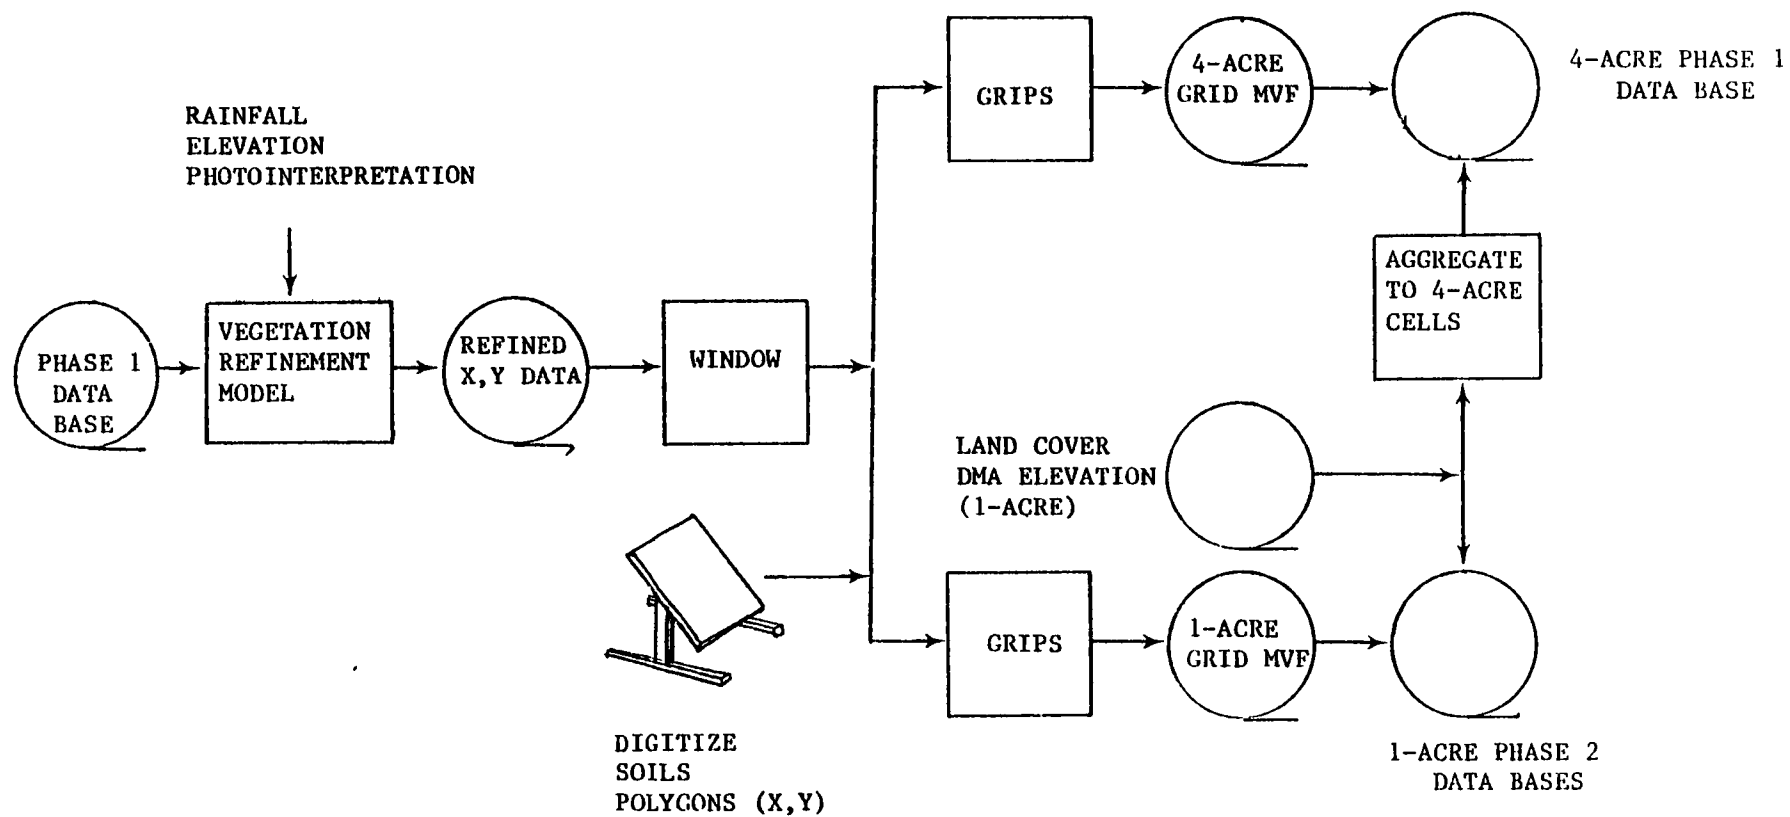 RAINFALL
ELEVATION
PHOTOINTERPRETATION
PHASE 1
DATA
BASE
VEGETATION
REFINEMENT
MODEL
REFINED
X,Y DATA
WINDOW
DIGITIZE
SOILS
POLYGONS (X,Y)
GRIPS
4-ACRE
GRID MVF
4-ACRE PHASE 1
DATA BASE
AGGREGATE
TO 4-ACRE
CELLS
LAND COVER
DMA ELEVATION
(1-ACRE)
GRIPS
1-ACRE
GRID MVF
1-ACRE PHASE 2
DATA BASES